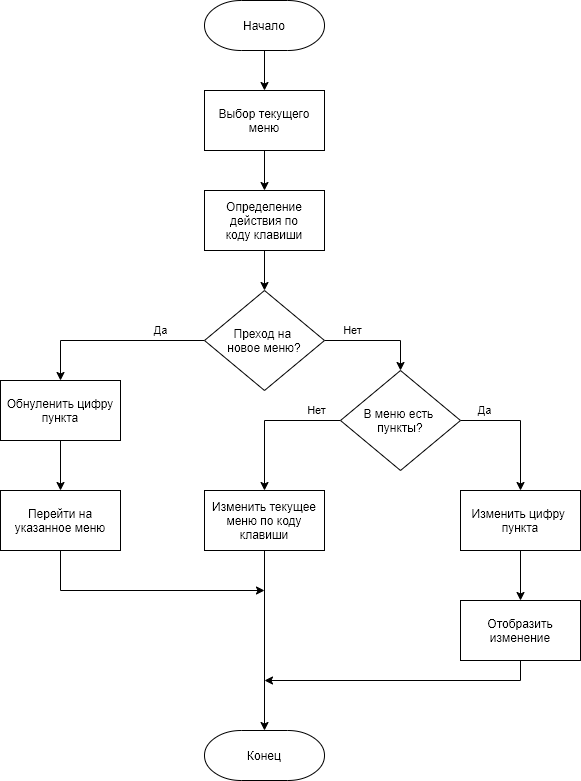 Начало
Выбор текущего
меню
Определение
действия по
коду клавиши
Преход на
новое меню?
Да
Нет
Обнуленить цифру
пункта
В меню есть
пункты?
Нет
Да
Перейти на
указанное меню
Изменить текущее
меню по коду
клавиши
Изменить цифру
пункта
Отобразить
изменение
Конец